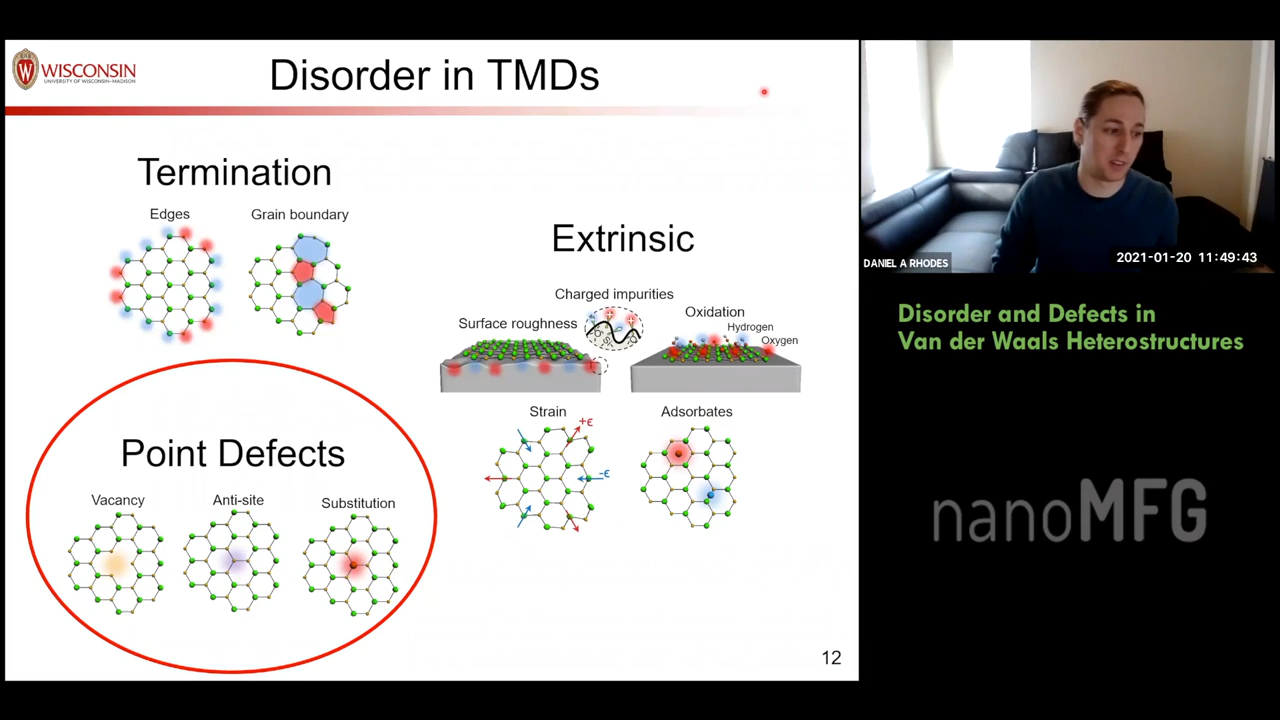 WISCONSIN
UNIVERSITY OF WISCONSIN-MADISON
Disorder in TMDs
Termination
Edges
Grain boundary
Extrinsic
Charged impurities
Surface roughness
Oxidation
Hydrogen
Oxygen
Strain
+ε
-ε
Adsorbates
Point Defects
Vacancy
Anti-site
Substitution
12
DANIEL A RHODES
2021-01-20 11:49:43
Disorder and Defects in
Van der Waals Heterostructures
nanoMFG